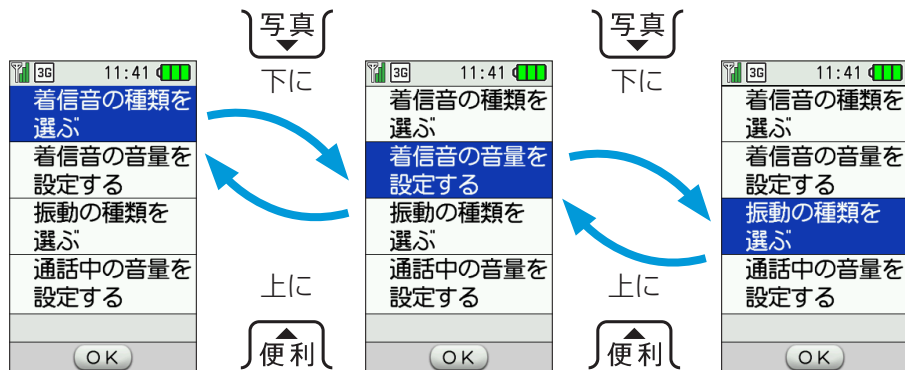 写真
写真
3G 11:41
着信音の種類を
選ぶ
着信音の音量を
設定する
振動の種類を
選ぶ
通話中の音量を
設定する
OK
下に
上に
便利
3G 11:41
着信音の種類を
選ぶ
着信音の音量を
設定する
振動の種類を
選ぶ
通話中の音量を
設定する
OK
下に
上に
便利
3G 11:41
着信音の種類を
選ぶ
着信音の音量を
設定する
振動の種類を
選ぶ
通話中の音量を
設定する
OK